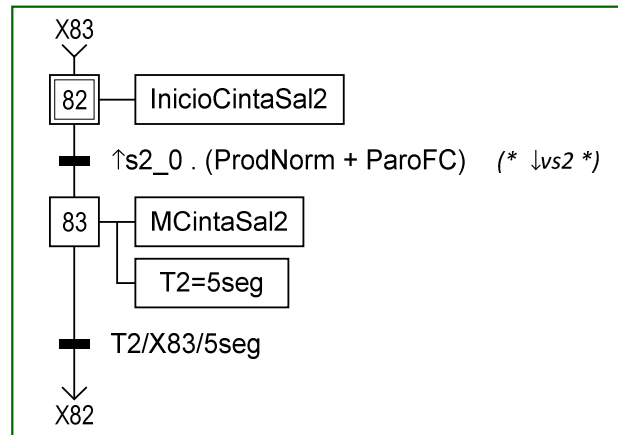 X83
82 InicioCintaSal2
↑s2_0 . (ProdNorm + ParoFC) (* ↓vs2 *)
83 MCintaSal2
T2=5seg
T2/X83/5seg
X82